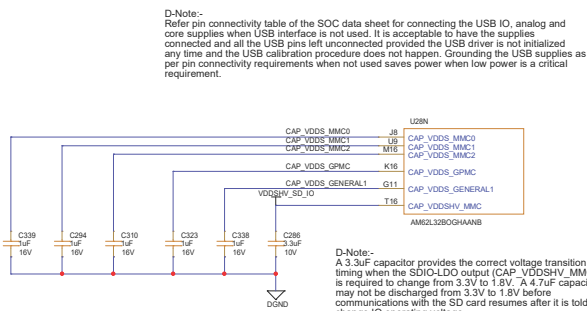 D-Note:-
Refer pin connectivity table of the SOC data sheet for connecting the USB IO, analog and
core supplies when USB interface is not used. It is acceptable to have the supplies
connected and all the USB pins left unconnected provided the USB driver is not initialized
any time and the USB calibration procedure does not happen. Grounding the USB supplies as
per pin connectivity requirements when not used saves power when low power is a critical
requirement.
U28N
CAP_VDDS_MMC0 J8 CAP_VDDS_MMC0
CAP_VDDS_MMC1 U9 CAP_VDDS_MMC1
CAP_VDDS_MMC2 M16 CAP_VDDS_MMC2
CAP_VDDS_GPMC K16 CAP_VDDS_GPMC
CAP_VDDS_GENERAL1 G11 CAP_VDDS_GENERAL1
VDDSHV_SD_IO
T16 CAP_VDDSHV_MMC
AM62L32BOGHAANB
C339 C294 C310 C323 C338 C286
1uF 1uF 1uF 1uF 1uF 3.3uF
16V 16V 16V 16V 16V 10V
DGND
D-Note:-
A 3.3uF capacitor provides the correct voltage transition
timing when the SDIO-LDO output (CAP_VDDSHV_MM
is required to change from 3.3V to 1.8V. A 4.7uF capaci
may not be discharged from 3.3V to 1.8V before
communications with the SD card resumes after it is told